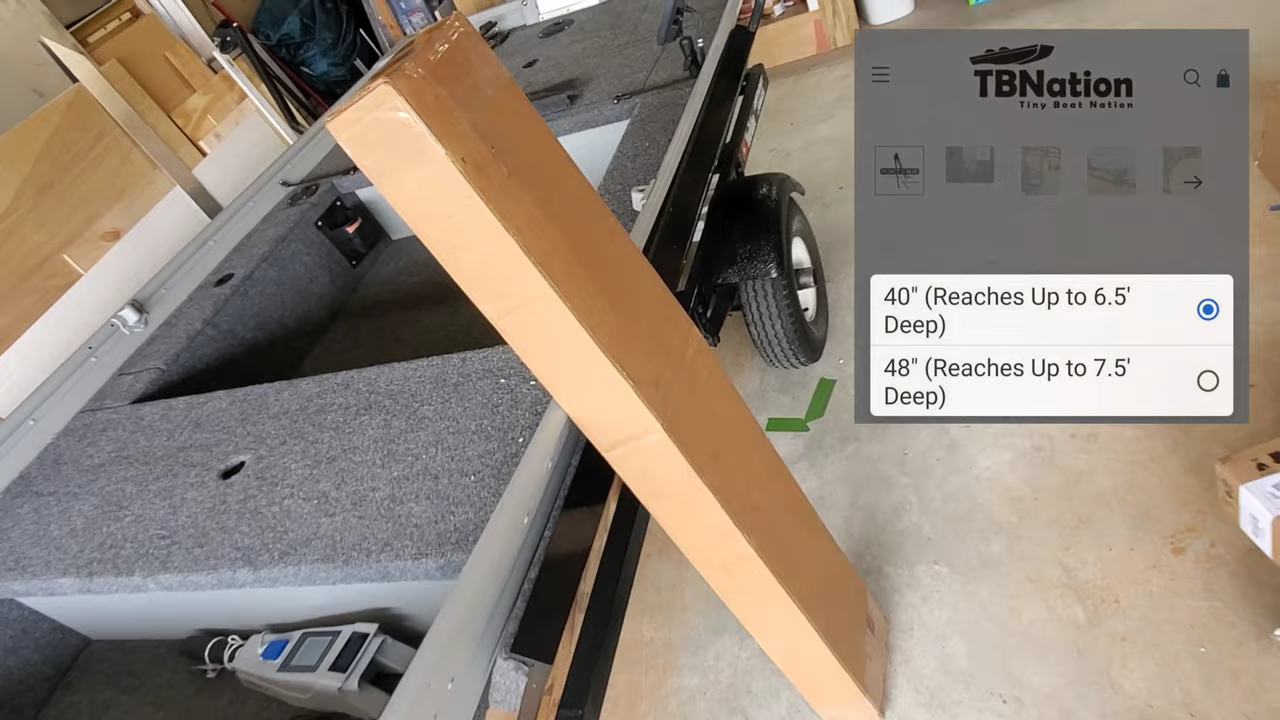 TBNation
Tiny Boat Nation
40" (Reaches Up to 6.5'
Deep)
48" (Reaches Up to 7.5'
Deep)